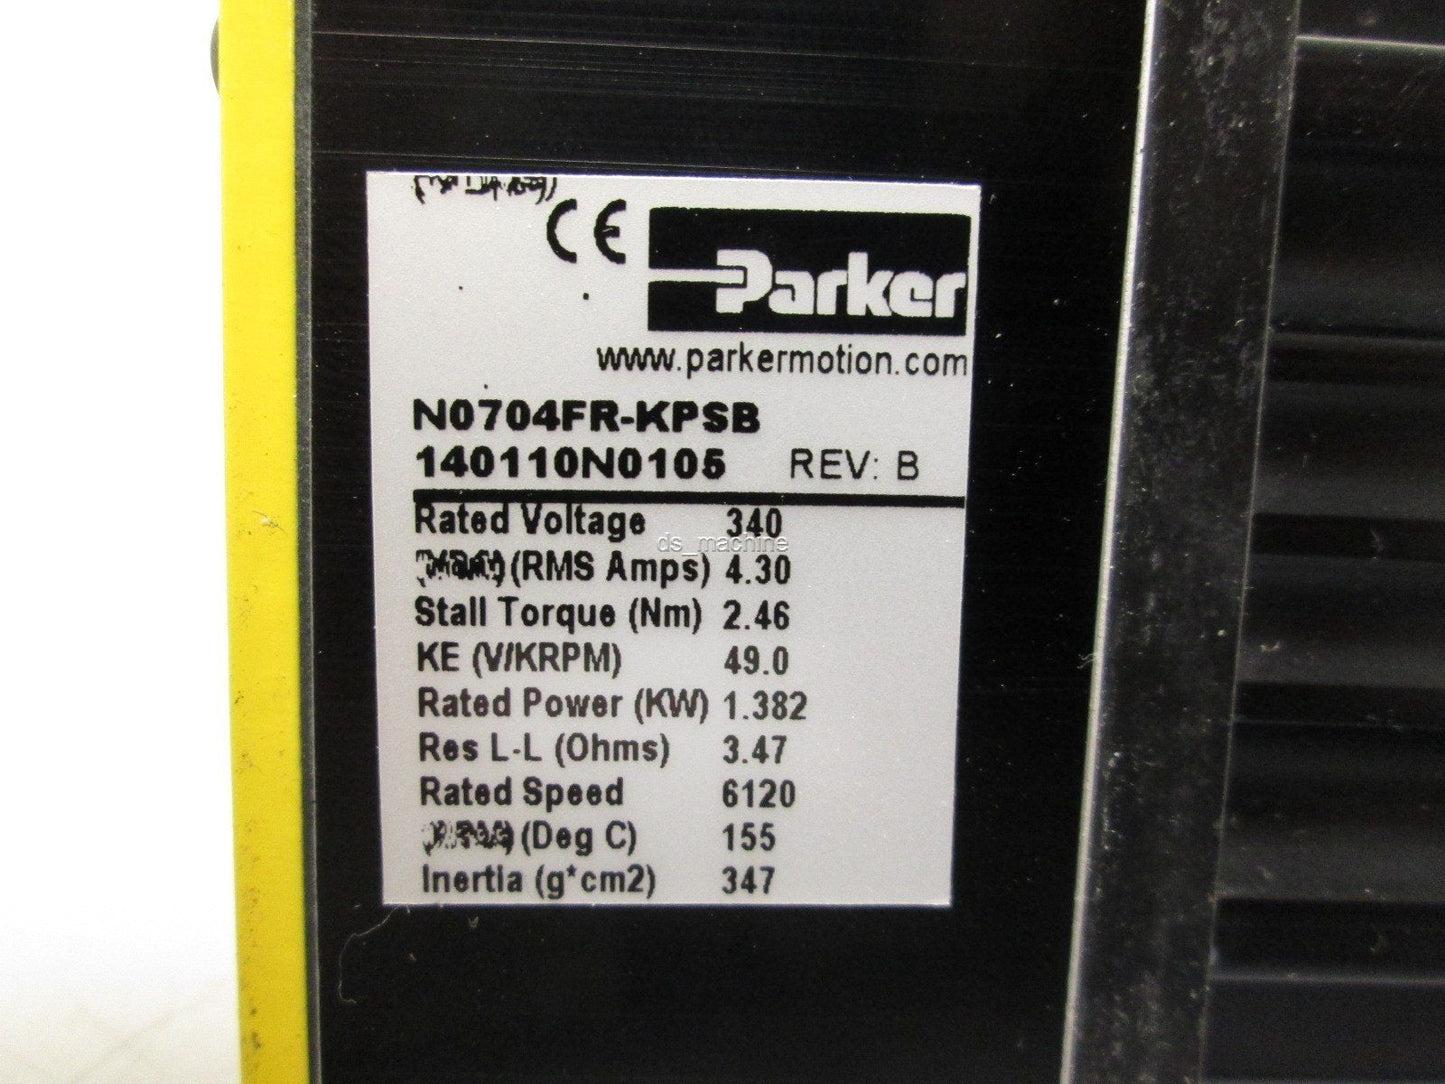 CE
Parker
www.parkermotion.com
N0704FR-KPSB
140110N0105 REV: B
Rated Voltage 340
ds_machine
(RMS Amps) 4.30
Stall Torque (Nm) 2.46
KE (V/KRPM) 49.0
Rated Power (KW) 1.382
Res L-L (Ohms) 3.47
Rated Speed 6120
(Deg C) 155
Inertia (g*cm2) 347